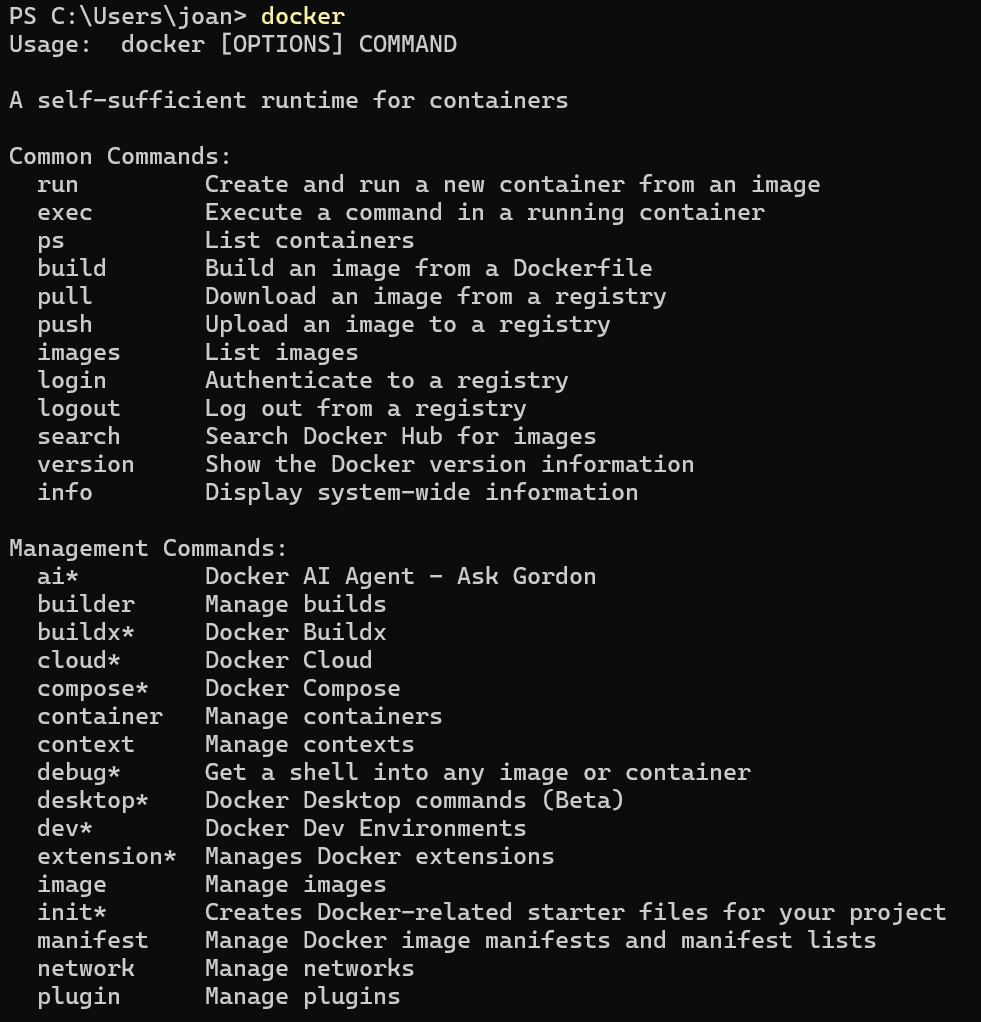 PS C:\Users\joan> docker
Usage:  docker [OPTIONS] COMMAND

A self-sufficient runtime for containers

Common Commands:
  run         Create and run a new container from an image
  exec        Execute a command in a running container
  ps          List containers
  build       Build an image from a Dockerfile
  pull        Download an image from a registry
  push        Upload an image to a registry
  images      List images
  login       Authenticate to a registry
  logout      Log out from a registry
  search      Search Docker Hub for images
  version     Show the Docker version information
  info        Display system-wide information

Management Commands:
  ai*         Docker AI Agent - Ask Gordon
  builder     Manage builds
  buildx*     Docker Buildx
  cloud*      Docker Cloud
  compose*    Docker Compose
  container   Manage containers
  context     Manage contexts
  debug*      Get a shell into any image or container
  desktop*    Docker Desktop commands (Beta)
  dev*        Docker Dev Environments
  extension*  Manages Docker extensions
  image       Manage images
  init*       Creates Docker-related starter files for your project
  manifest    Manage Docker image manifests and manifest lists
  network     Manage networks
  plugin      Manage plugins